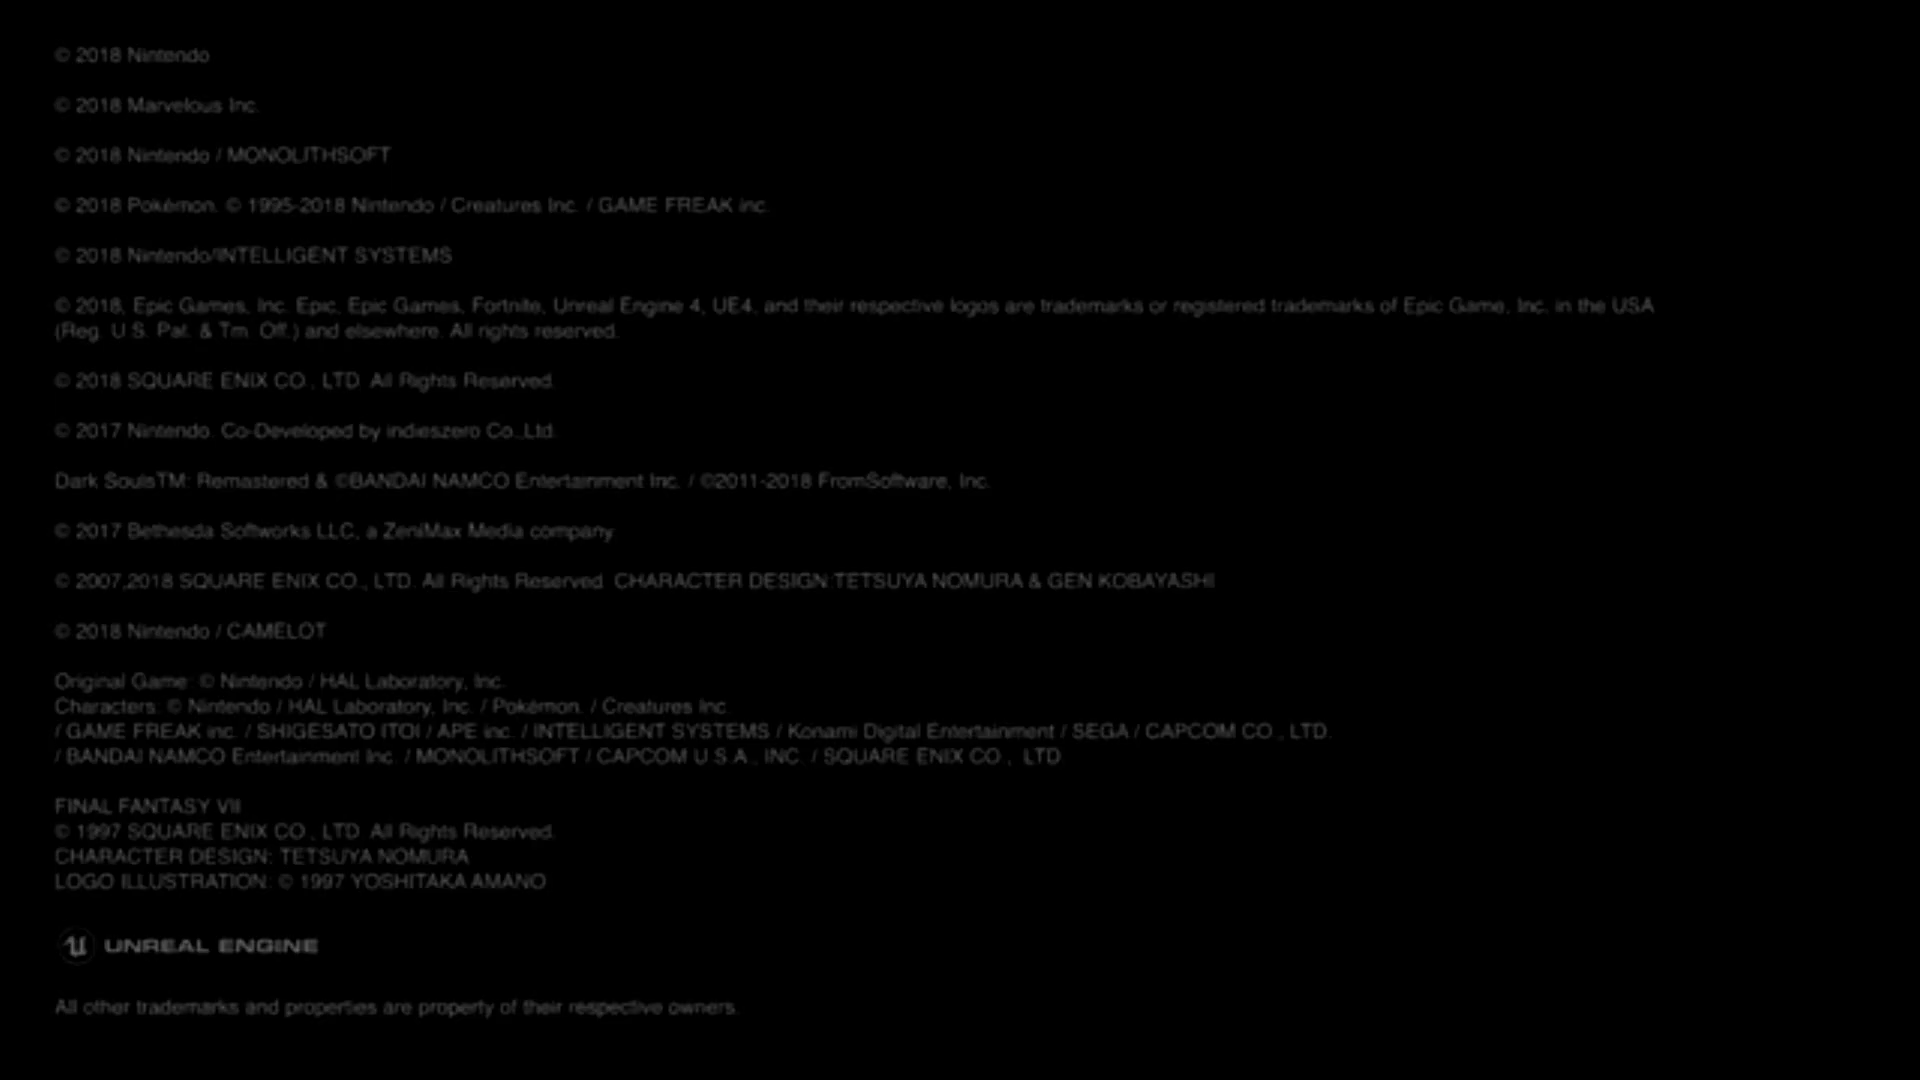 © 2018 Nintendo
© 2018 Marvelous Inc.
© 2018 Nintendo / MONOLITHSOFT
© 2018 Pokémon. © 1995-2018 Nintendo / Creatures Inc. / GAME FREAK inc.
© 2018 Nintendo/INTELLIGENT SYSTEMS
© 2018, Epic Games, Inc. Epic, Epic Games, Fortnite, Unreal Engine 4, UE4, and their respective logos are trademarks or registered trademarks of Epic Game, Inc. in the USA
(Reg. U.S. Pat. & Tm. Off.) and elsewhere. All rights reserved.
© 2018 SQUARE ENIX CO., LTD. All Rights Reserved.
© 2017 Nintendo. Co-Developed by indieszero Co.,Ltd.
Dark SoulsTM: Remastered & ©BANDAI NAMCO Entertainment Inc. / ©2011-2018 FromSoftware, Inc.
© 2017 Bethesda Softworks LLC, a ZeniMax Media company
© 2007,2018 SQUARE ENIX CO., LTD. All Rights Reserved. CHARACTER DESIGN:TETSUYA NOMURA & GEN KOBAYASHI
© 2018 Nintendo / CAMELOT
Original Game: © Nintendo / HAL Laboratory, Inc.
Characters: © Nintendo / HAL Laboratory, Inc. / Pokémon. / Creatures Inc.
/ GAME FREAK inc. / SHIGESATO ITOI / APE inc. / INTELLIGENT SYSTEMS / Konami Digital Entertainment / SEGA / CAPCOM CO., LTD.
/ BANDAI NAMCO Entertainment Inc. / MONOLITHSOFT / CAPCOM U.S.A., INC. / SQUARE ENIX CO., LTD.
FINAL FANTASY VII
© 1997 SQUARE ENIX CO., LTD. All Rights Reserved.
CHARACTER DESIGN: TETSUYA NOMURA
LOGO ILLUSTRATION: © 1997 YOSHITAKA AMANO
UNREAL ENGINE
All other trademarks and properties are property of their respective owners.